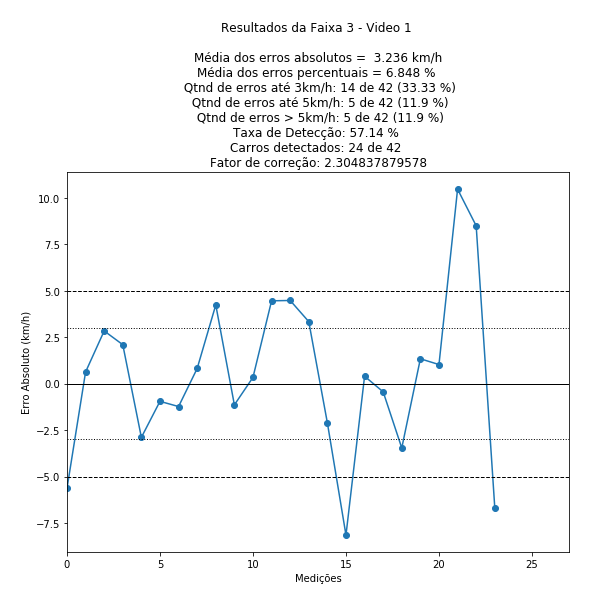 Resultados da Faixa 3 - Video 1
Média dos erros absolutos = 3.236 km/h
Média dos erros percentuais = 6.848 %
Qtnd de erros até 3km/h: 14 de 42 (33.33 %)
Qtnd de erros até 5km/h: 5 de 42 (11.9 %)
Qtnd de erros > 5km/h: 5 de 42 (11.9 %)
Taxa de Detecção: 57.14 %
Carros detectados: 24 de 42
Fator de correção: 2.304837879578
10.0
7.5
5.0
2.5
0.0
−2.5
−5.0
−7.5
Erro Absoluto (km/h)
0 5 10 15 20 25
Medições